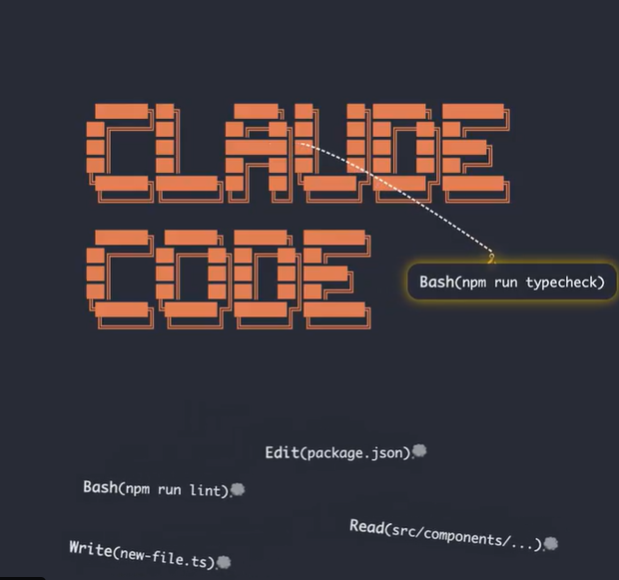 CLAUDE
CODE
Bash(npm run typecheck)
Edit(package.json)
Bash(npm run lint)
Read(src/components/...)
Write(new-file.ts)